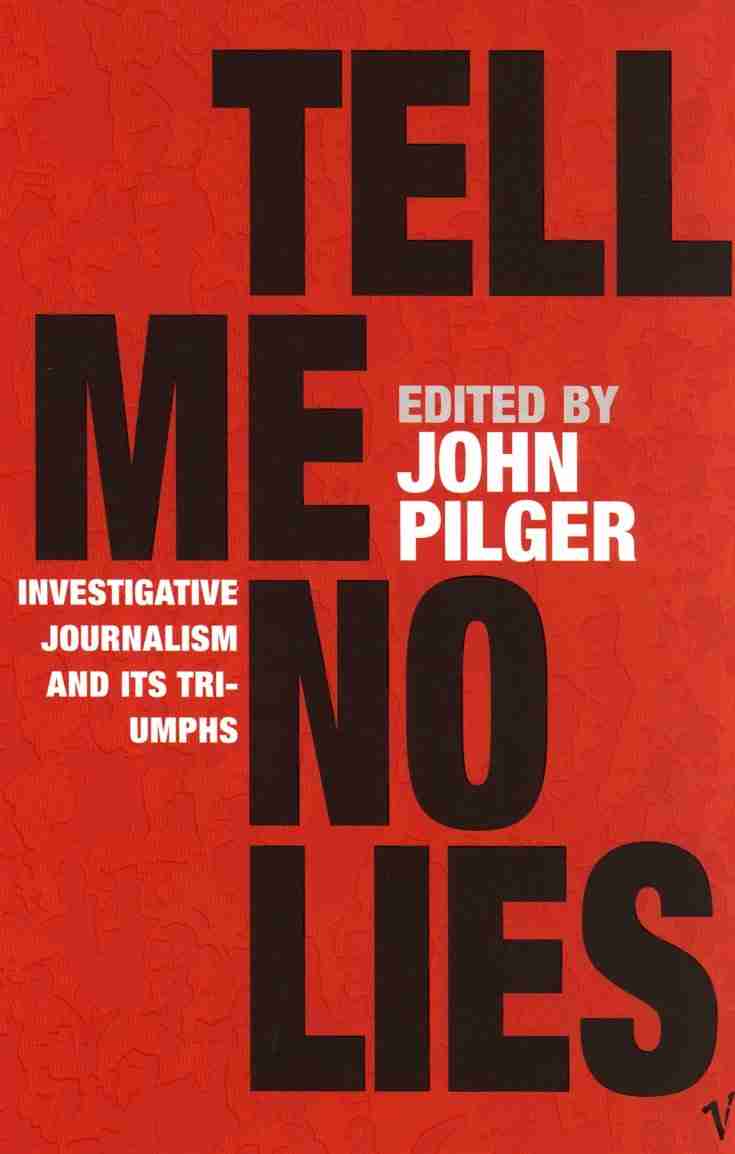 TELL
ME
EDITED BY
JOHN
PILGER
INVESTIGATIVE
JOURNALISM
AND ITS TRI-
UMPHS
NO
LIES
V